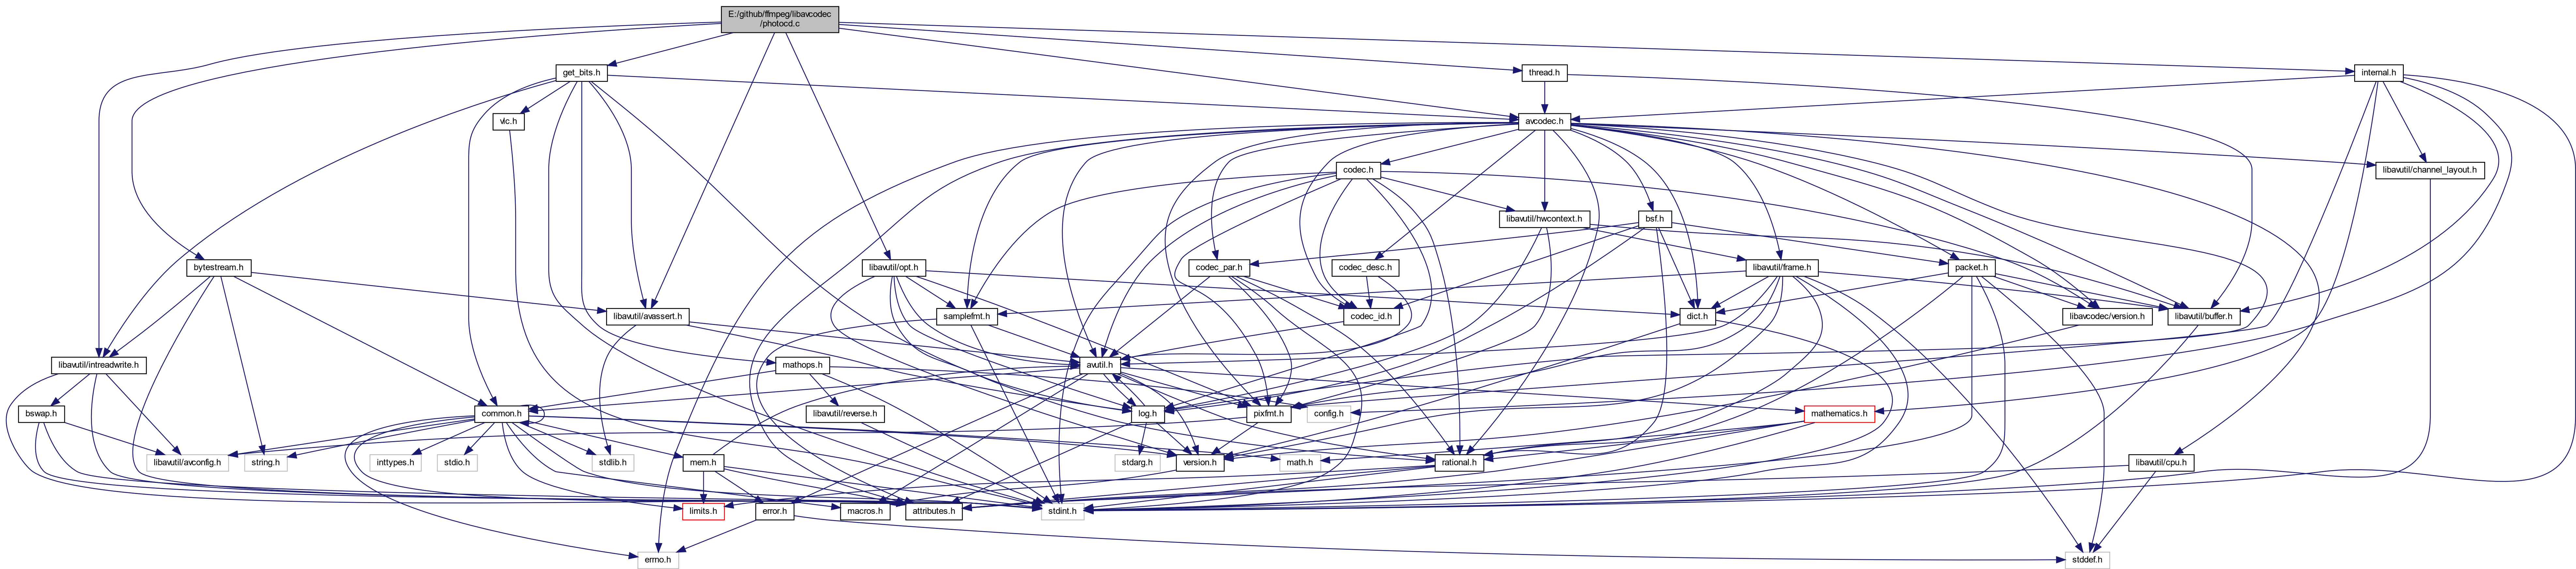 E:/github/ffmpeg/libavcodec
/photocd.c
get_bits.h
thread.h
internal.h
vlc.h
avcodec.h
codec.h
libavutil/channel_layout.h
libavutil/hwcontext.h
bsf.h
bytestream.h
libavutil/opt.h
codec_par.h
codec_desc.h
libavutil/frame.h
packet.h
libavutil/avassert.h
samplefmt.h
codec_id.h
dict.h
libavcodec/version.h
libavutil/buffer.h
libavutil/intreadwrite.h
mathops.h
avutil.h
bswap.h
common.h
libavutil/reverse.h
log.h
pixfmt.h
config.h
mathematics.h
libavutil/avconfig.h
string.h
inttypes.h
stdio.h
stdlib.h
mem.h
stdarg.h
version.h
math.h
rational.h
libavutil/cpu.h
limits.h
error.h
macros.h
attributes.h
stdint.h
errno.h
stddef.h